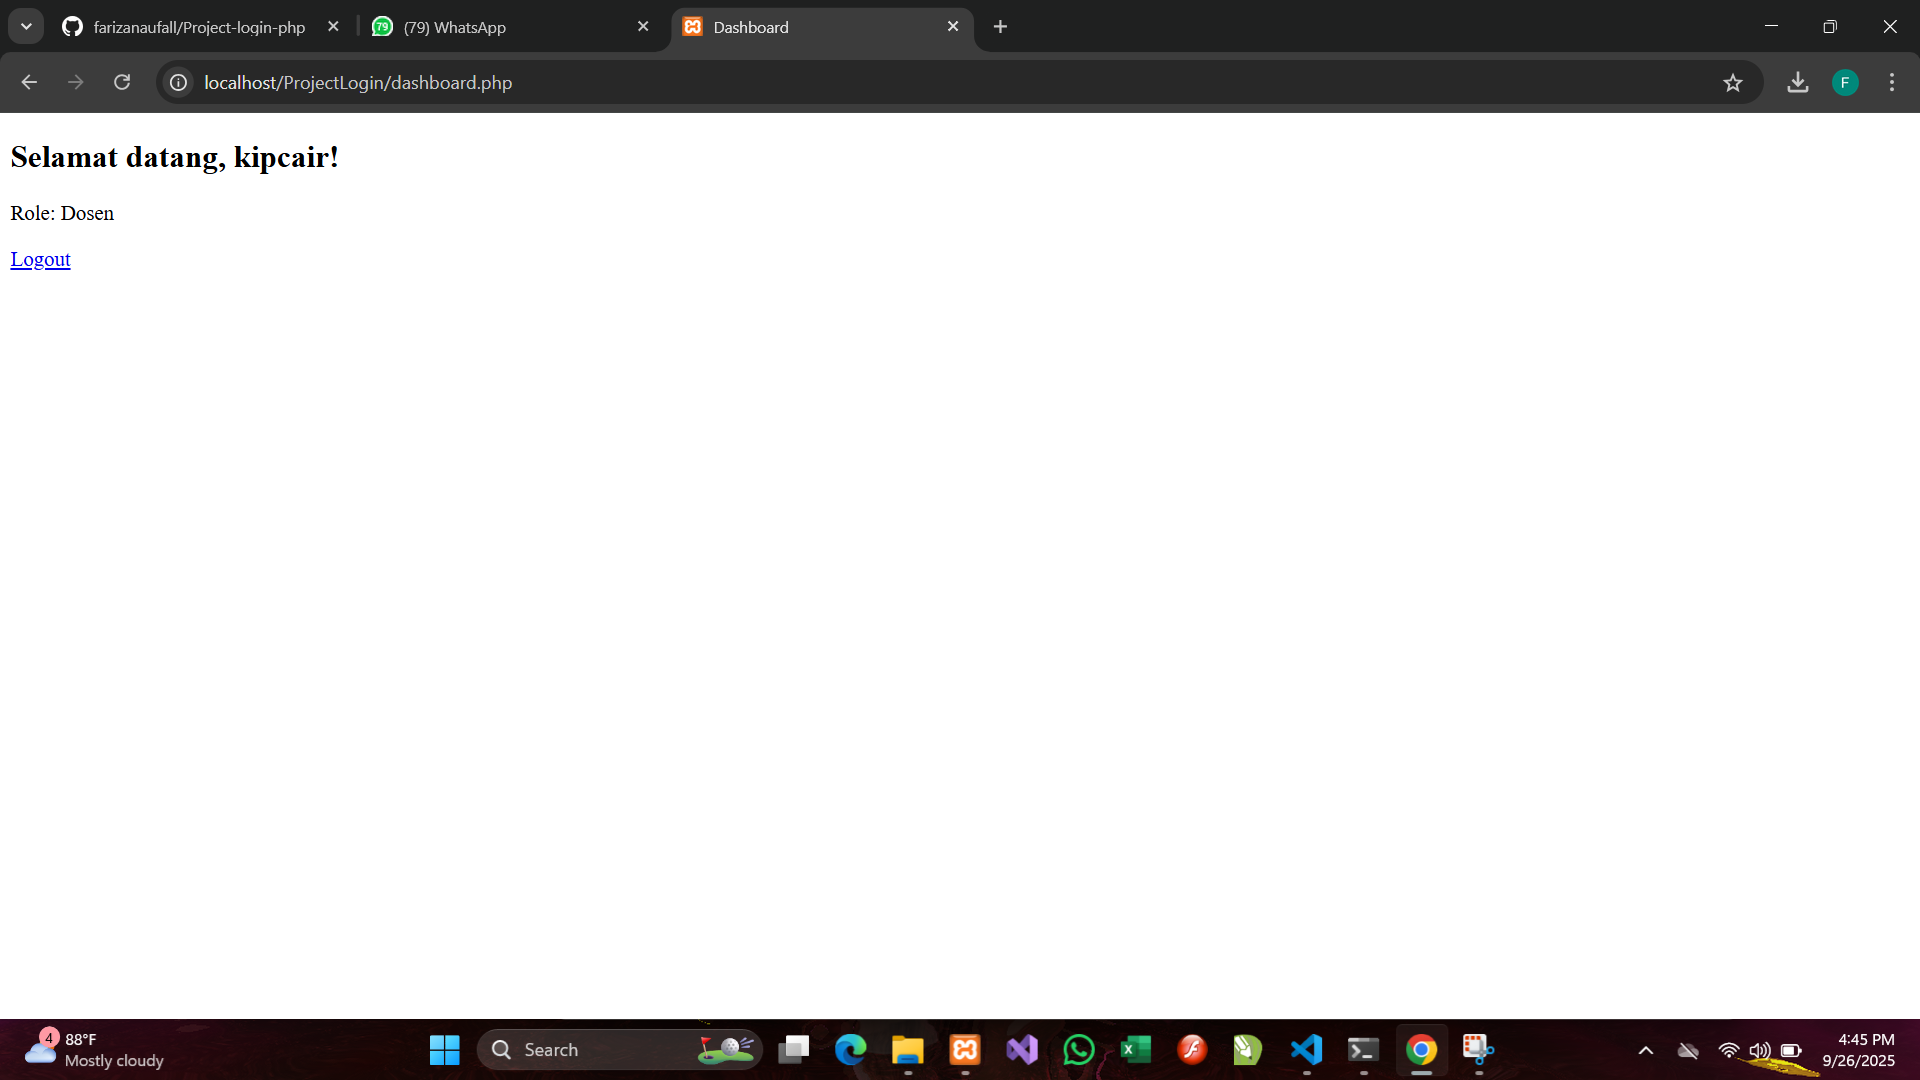 farizanaufall/Project-login-php
79
(79) WhatsApp
Dashboard
localhost/ProjectLogin/dashboard.php
F
Selamat datang, kipcair!
Role: Dosen
Logout
4
88°F
Mostly cloudy
Search
4:45 PM
9/26/2025